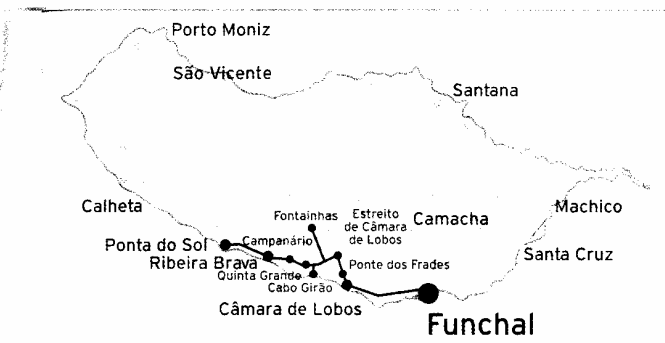 Porto Moniz
São Vicente
Santana
Calheta
Fontainhas
Estreito
de Câmara
de Lobos
Camacha
Machico
Ponta do Sol
Campanário
Ribeira Brava
Ponte dos Frades
Santa Cruz
Quinta Grande
Cabo Girão
Câmara de Lobos
Funchal